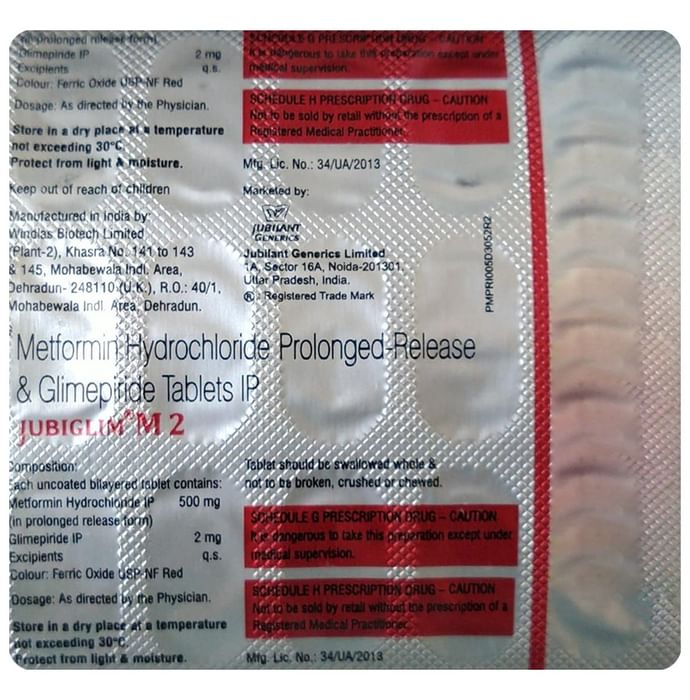 (in prolonged release form)
Glimepiride IP 2 mg
Excipients q.s.
Colour: Ferric Oxide USP-NF Red
Dosage: As directed by the Physician.
Store in a dry place at a temperature
not exceeding 30°C.
Protect from light & moisture.
Keep out of reach of children
Manufactured in India by:
Windlas Biotech Limited
(Plant-2), Khasra No. 141 to 143
& 145, Mohabewala Indl. Area,
Dehradun- 248110 (U.K.), R.O.: 40/1,
Mohabewala Indl. Area, Dehradun.
SCHEDULE G PRESCRIPTION DRUG – CAUTION
It is dangerous to take this preparation except under
medical supervision.
SCHEDULE H PRESCRIPTION DRUG – CAUTION
Not to be sold by retail without the prescription of a
Registered Medical Practitioner.
Mfg. Lic. No.: 34/UA/2013
Marketed by:
JUBILANT
GENERICS
Jubilant Generics Limited
1A, Sector 16A, Noida-201301,
Uttar Pradesh, India.
® : Registered Trade Mark
PMPRI005D3052R2
Metformin Hydrochloride Prolonged-Release
& Glimepiride Tablets IP
JUBIGLIM® M 2
Composition:
Each uncoated bilayered tablet contains:
Metformin Hydrochloride IP 500 mg
(in prolonged release form)
Glimepiride IP 2 mg
Excipients q.s.
Colour: Ferric Oxide USP-NF Red
Dosage: As directed by the Physician.
Store in a dry place at a temperature
not exceeding 30°C.
Protect from light & moisture.
Tablet should be swallowed whole &
not to be broken, crushed or chewed.
SCHEDULE G PRESCRIPTION DRUG – CAUTION
It is dangerous to take this preparation except under
medical supervision.
SCHEDULE H PRESCRIPTION DRUG – CAUTION
Not to be sold by retail without the prescription of a
Registered Medical Practitioner.
Mfg. Lic. No.: 34/UA/2013